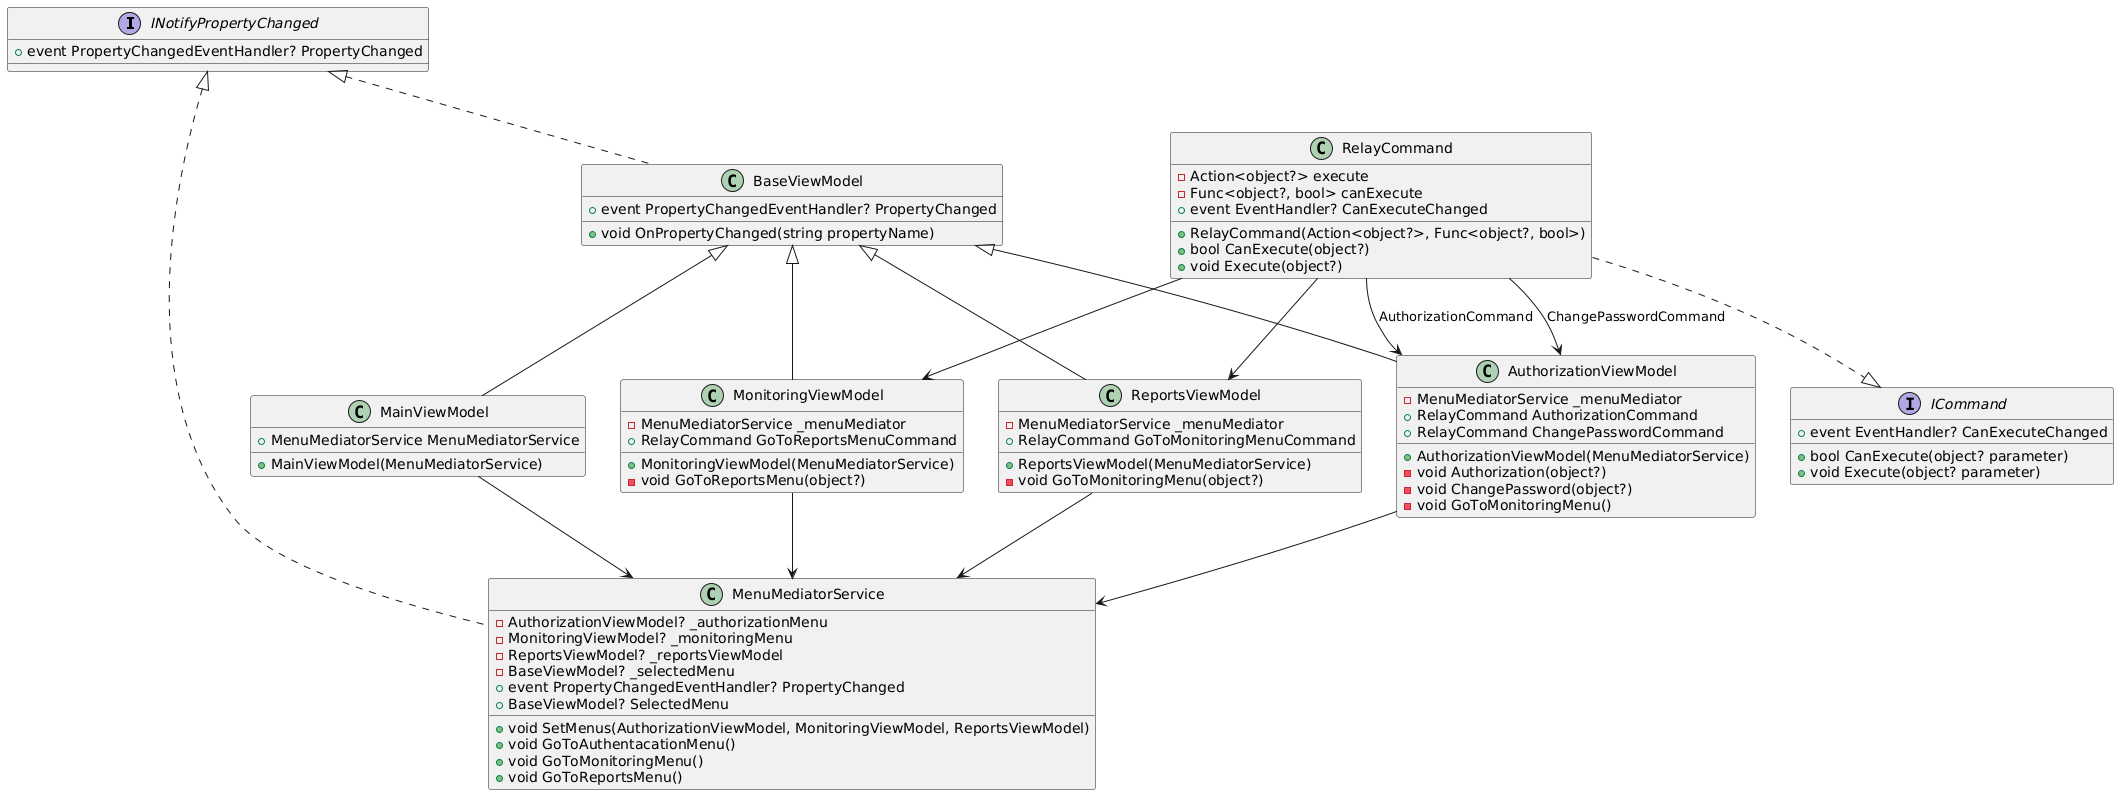 I INotifyPropertyChanged
event PropertyChangedEventHandler? PropertyChanged
C BaseViewModel
event PropertyChangedEventHandler? PropertyChanged
void OnPropertyChanged(string propertyName)
C RelayCommand
Action<object?> execute
Func<object?, bool> canExecute
event EventHandler? CanExecuteChanged
RelayCommand(Action<object?>, Func<object?, bool>)
bool CanExecute(object?)
void Execute(object?)
AuthorizationCommand
ChangePasswordCommand
C MainViewModel
MenuMediatorService MenuMediatorService
MainViewModel(MenuMediatorService)
C MonitoringViewModel
MenuMediatorService _menuMediator
RelayCommand GoToReportsMenuCommand
MonitoringViewModel(MenuMediatorService)
void GoToReportsMenu(object?)
C ReportsViewModel
MenuMediatorService _menuMediator
RelayCommand GoToMonitoringMenuCommand
ReportsViewModel(MenuMediatorService)
void GoToMonitoringMenu(object?)
C AuthorizationViewModel
MenuMediatorService _menuMediator
RelayCommand AuthorizationCommand
RelayCommand ChangePasswordCommand
AuthorizationViewModel(MenuMediatorService)
void Authorization(object?)
void ChangePassword(object?)
void GoToMonitoringMenu()
I ICommand
event EventHandler? CanExecuteChanged
bool CanExecute(object? parameter)
void Execute(object? parameter)
C MenuMediatorService
AuthorizationViewModel? _authorizationMenu
MonitoringViewModel? _monitoringMenu
ReportsViewModel? _reportsViewModel
BaseViewModel? _selectedMenu
event PropertyChangedEventHandler? PropertyChanged
BaseViewModel? SelectedMenu
void SetMenus(AuthorizationViewModel, MonitoringViewModel, ReportsViewModel)
void GoToAuthentacationMenu()
void GoToMonitoringMenu()
void GoToReportsMenu()